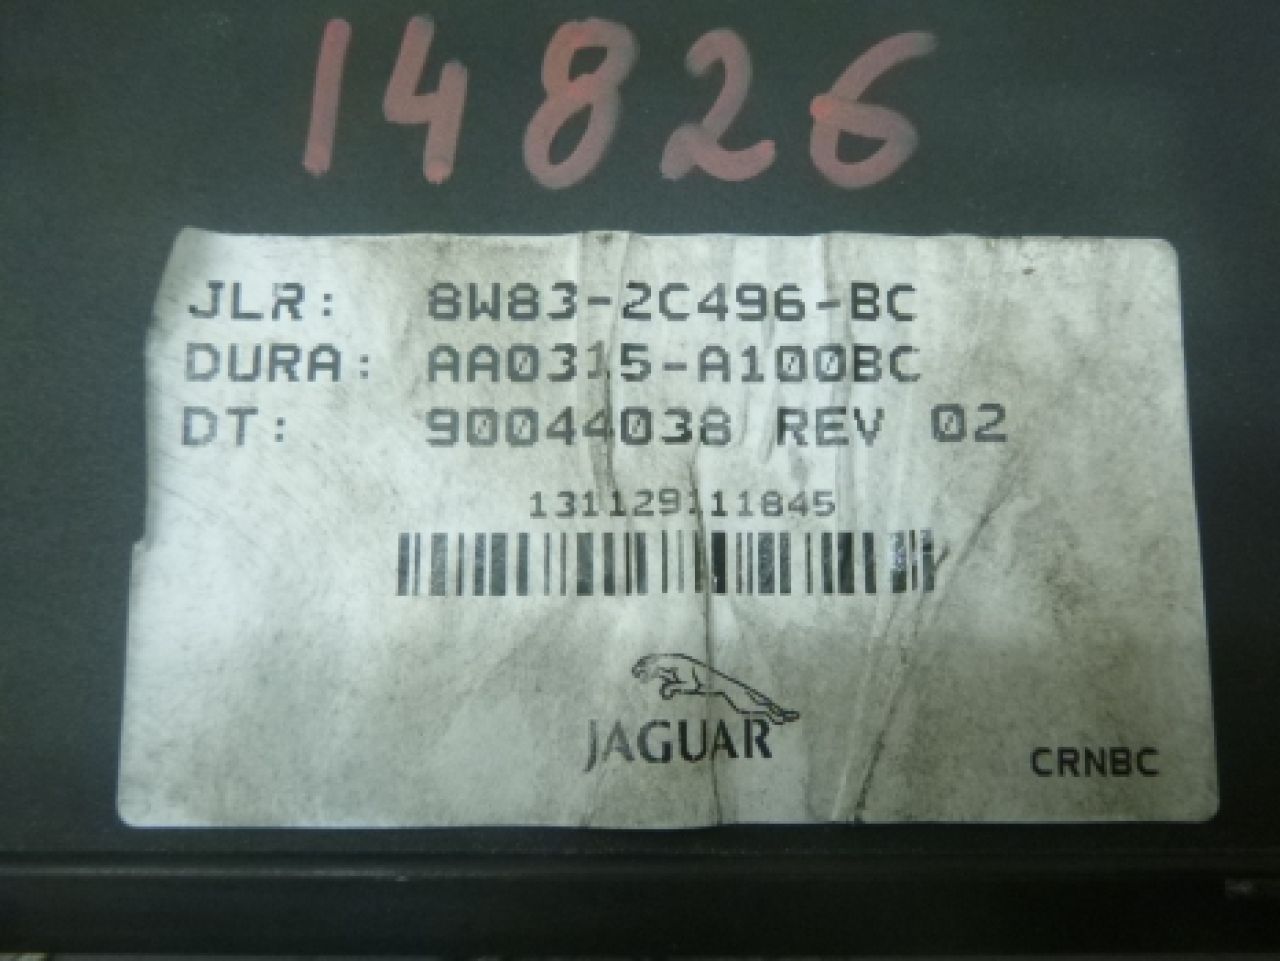 14826
JLR: 8W83-2C496-BC
DURA: AA0315-A100BC
DT: 90044038 REV 02
131129111845
JAGUAR
CRNBC